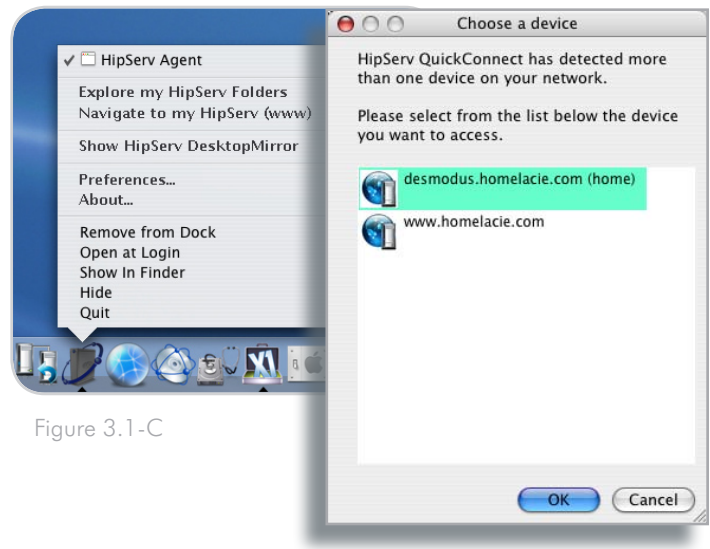 ✓ HipServ Agent
Explore my HipServ Folders
Navigate to my HipServ (www)
Show HipServ DesktopMirror
Preferences...
About...
Remove from Dock
Open at Login
Show In Finder
Hide
Quit
X1
Figure 3.1-C
Choose a device
HipServ QuickConnect has detected more
than one device on your network.
Please select from the list below the device
you want to access.
desmodus.homelacie.com (home)
www.homelacie.com
OK
Cancel